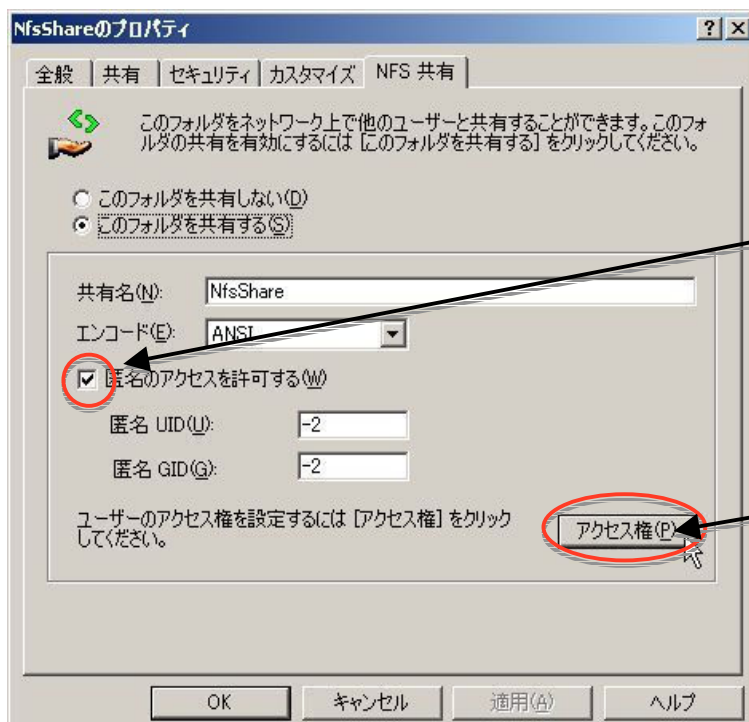 NfsShareのプロパティ
全般 共有 セキュリティ カスタマイズ NFS 共有
このフォルダをネットワーク上で他のユーザーと共有することができます。このフォ
ルダの共有を有効にするには [このフォルダを共有する] をクリックしてください。
このフォルダを共有しない(D)
このフォルダを共有する(S)
共有名(N): NfsShare
エンコード(E): ANSI
匿名のアクセスを許可する(W)
匿名 UID(U): -2
匿名 GID(G): -2
ユーザーのアクセス権を設定するには [アクセス権] をクリック
してください。
アクセス権(P)
OK キャンセル 適用(A) ヘルプ